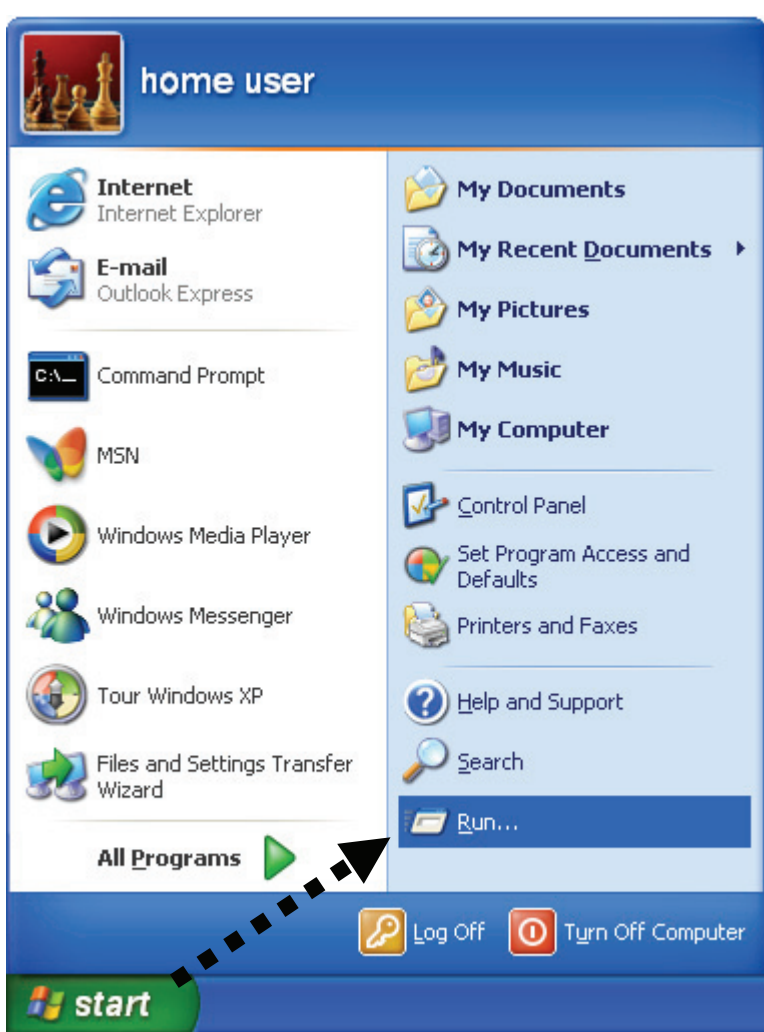 home user
Internet
Internet Explorer
E-mail
Outlook Express
C:\_
Command Prompt
MSN
Windows Media Player
Windows Messenger
Tour Windows XP
Files and Settings Transfer
Wizard
All Programs
My Documents
My Recent Documents
My Pictures
My Music
My Computer
Control Panel
Set Program Access and
Defaults
Printers and Faxes
Help and Support
Search
Run...
Log Off
Turn Off Computer
start